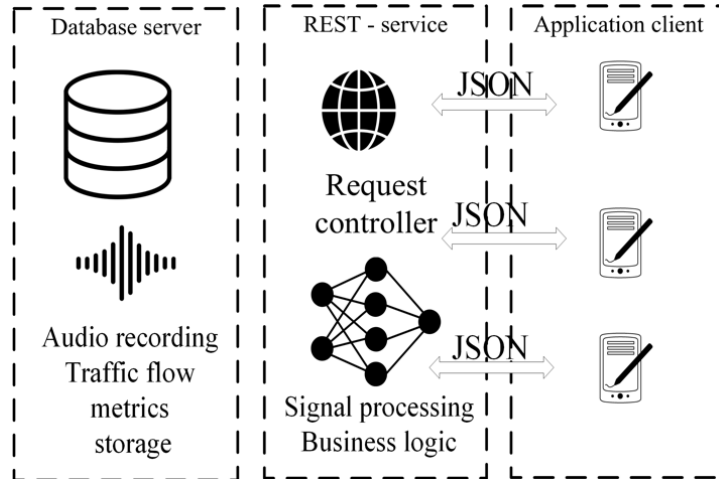 Database server
Audio recording
Traffic flow
metrics
storage
REST - service
Request
controller
Signal processing
Business logic
JSON
JSON
JSON
Application client